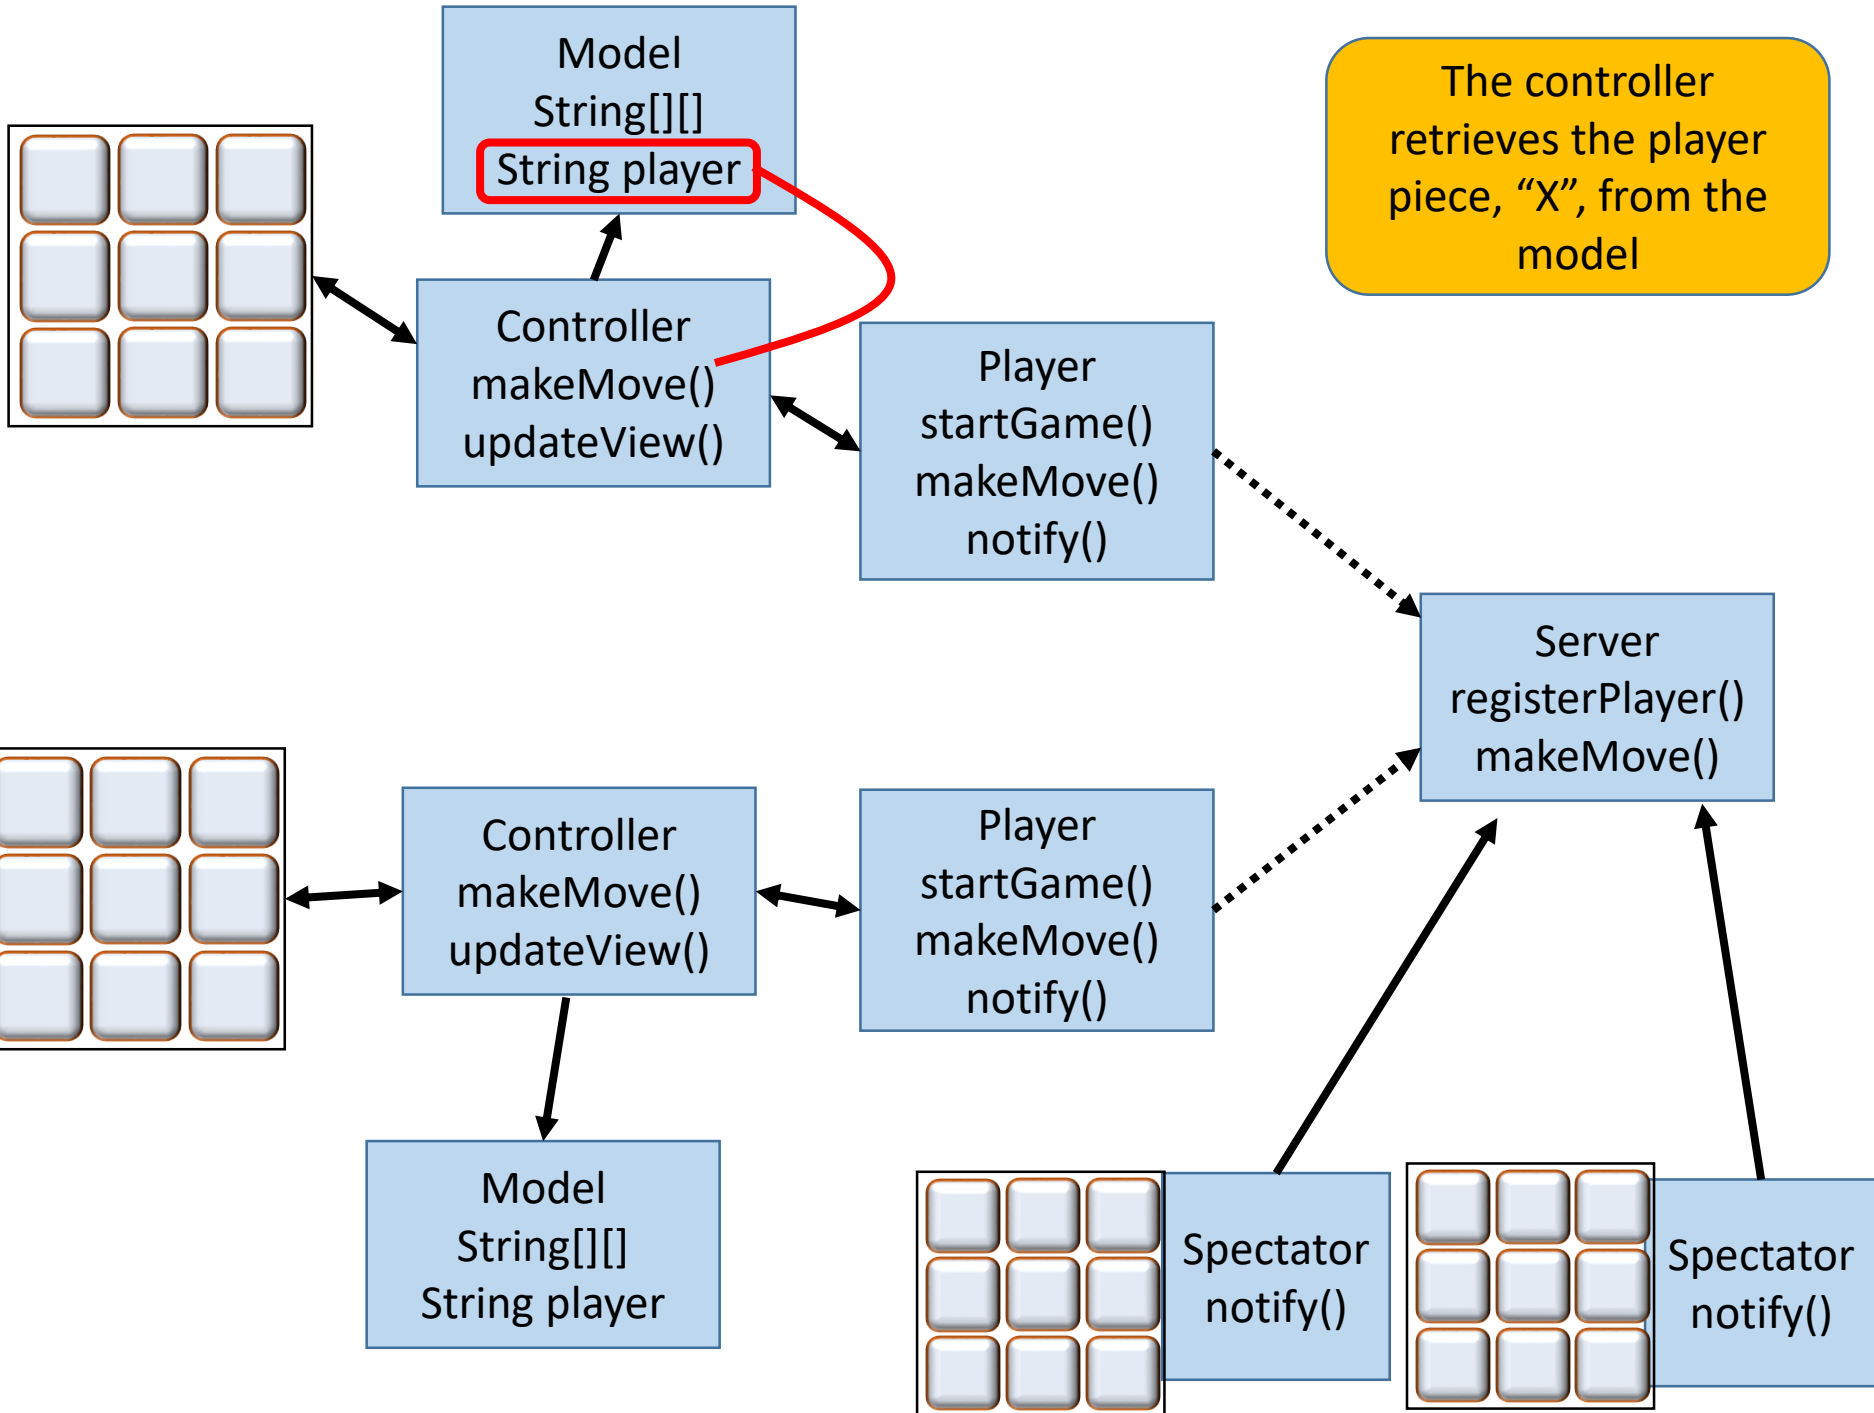 Model
String[][]
String player
The controller
retrieves the player
piece, “X”, from the
model
Controller
makeMove()
updateView()
Player
startGame()
makeMove()
notify()
Server
registerPlayer()
makeMove()
Controller
makeMove()
updateView()
Player
startGame()
makeMove()
notify()
Model
String[][]
String player
Spectator
notify()
Spectator
notify()